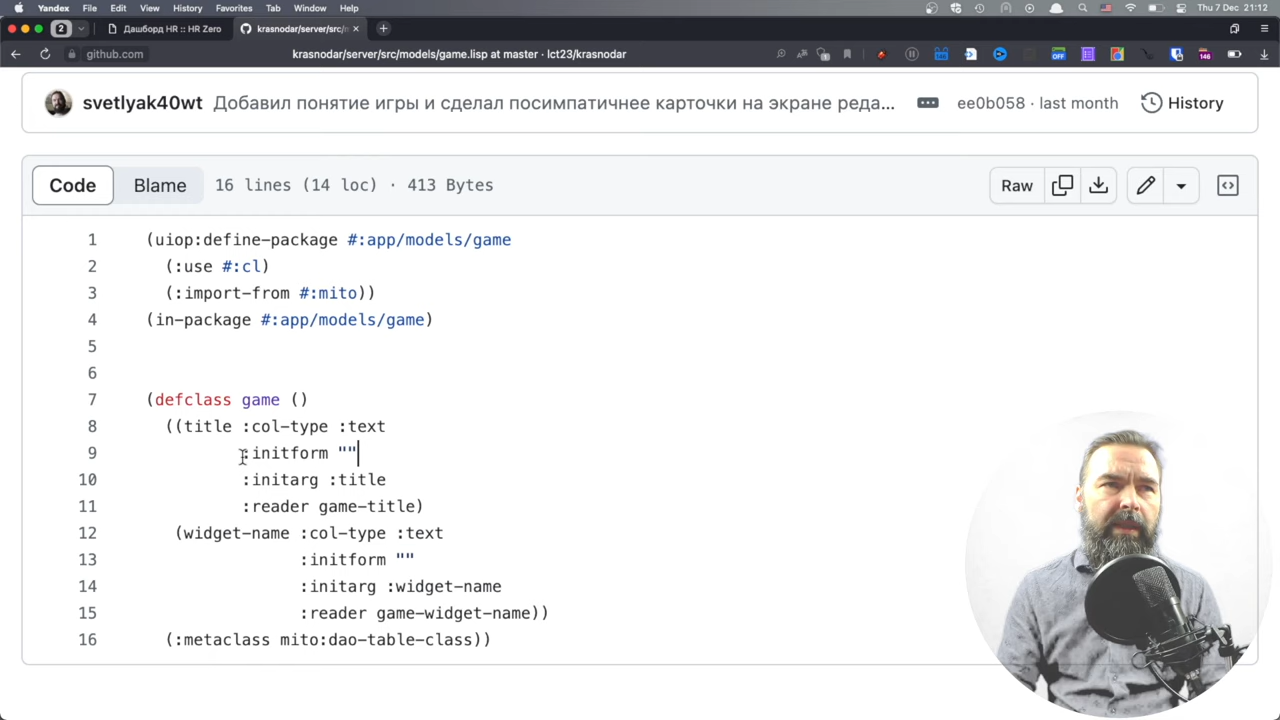 Yandex File Edit View History Favorites Tab Window Help Thu 7 Dec 21:12
2 Дашборд HR :: HR Zero krasnodar/server/src/
github.com krasnodar/server/src/models/game.lisp at master · lct23/krasnodar OFF 146
svetlyak40wt Добавил понятие игры и сделал посимпатичнее карточки на экране реда... ee0b058 · last month History
Code Blame 16 lines (14 loc) · 413 Bytes Raw
1 (uiop:define-package #:app/models/game
2 (:use #:cl)
3 (:import-from #:mito))
4 (in-package #:app/models/game)
5
6
7 (defclass game ()
8 ((title :col-type :text
9 :initform ""
10 :initarg :title
11 :reader game-title)
12 (widget-name :col-type :text
13 :initform ""
14 :initarg :widget-name
15 :reader game-widget-name))
16 (:metaclass mito:dao-table-class))